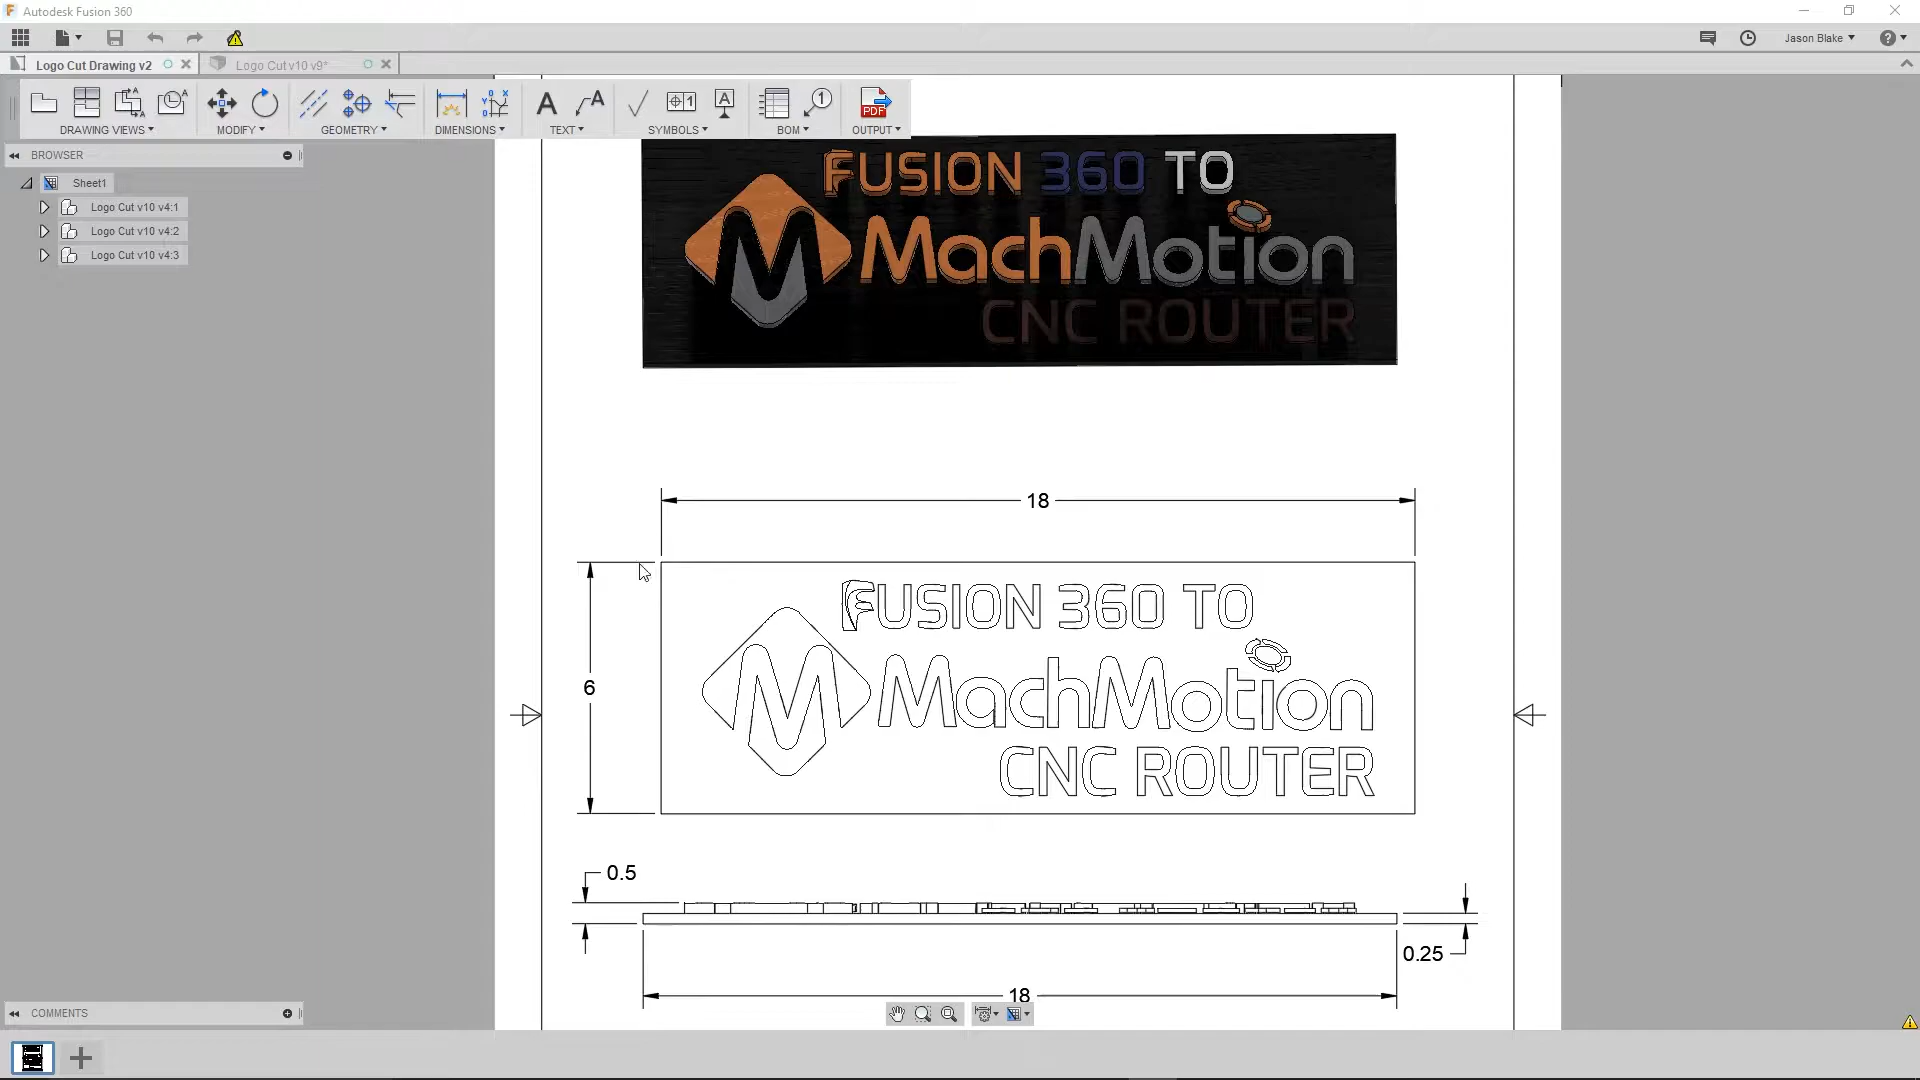 Autodesk Fusion 360
Jason Blake
Logo Cut Drawing v2
Logo Cut v10 v9*
DRAWING VIEWS
MODIFY
GEOMETRY
DIMENSIONS
TEXT
SYMBOLS
BOM
OUTPUT
PDF
BROWSER
Sheet1
Logo Cut v10 v4:1
Logo Cut v10 v4:2
Logo Cut v10 v4:3
FUSION 360 TO
MachMotion
CNC ROUTER
18
6
FUSION 360 TO
MachMotion
CNC ROUTER
0.5
0.25
18
COMMENTS